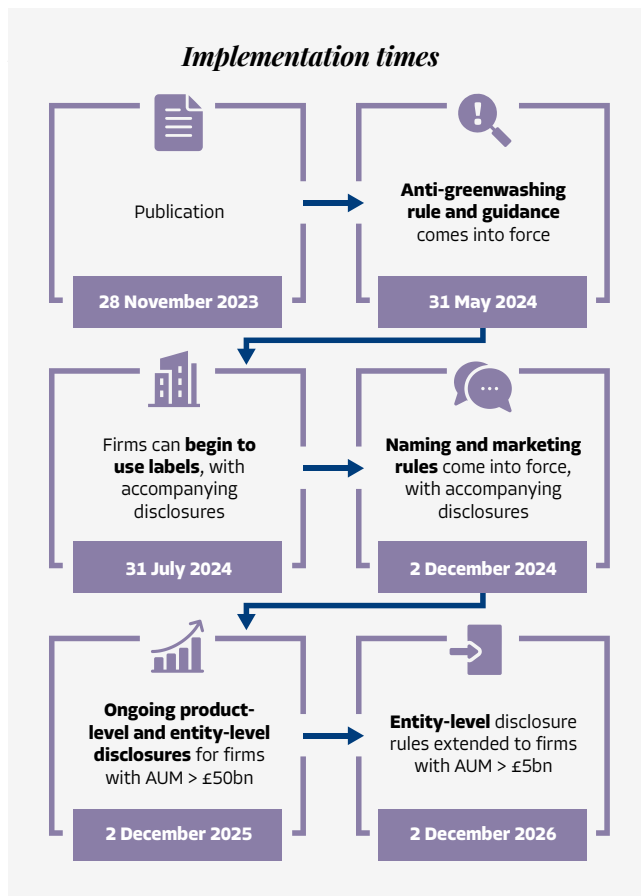 Implementation times
Publication
28 November 2023
Anti-greenwashing
rule and guidance
comes into force
31 May 2024
Firms can begin to
use labels, with
accompanying
disclosures
31 July 2024
Naming and marketing
rules come into force,
with accompanying
disclosures
2 December 2024
Ongoing product-
level and entity-level
disclosures for firms
with AUM > £50bn
2 December 2025
Entity-level disclosure
rules extended to firms
with AUM > £5bn
2 December 2026